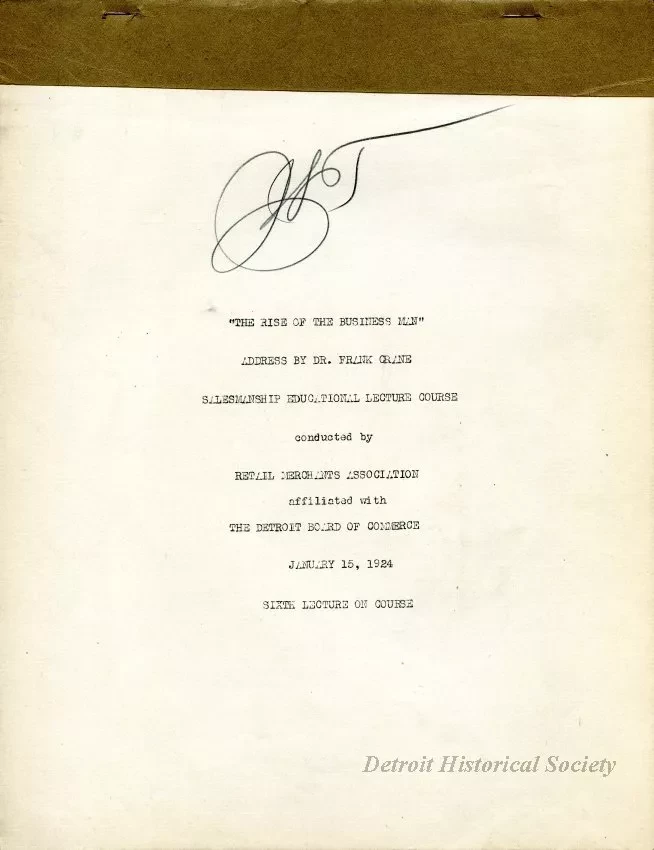 "THE RISE OF THE BUSINESS MAN"
ADDRESS BY DR. FRANK CRANE
SALESMANSHIP EDUCATIONAL LECTURE COURSE
conducted by
RETAIL MERCHANTS ASSOCIATION
affiliated with
THE DETROIT BOARD OF COMMERCE
JANUARY 15, 1924
SIXTH LECTURE ON COURSE
Detroit Historical Society